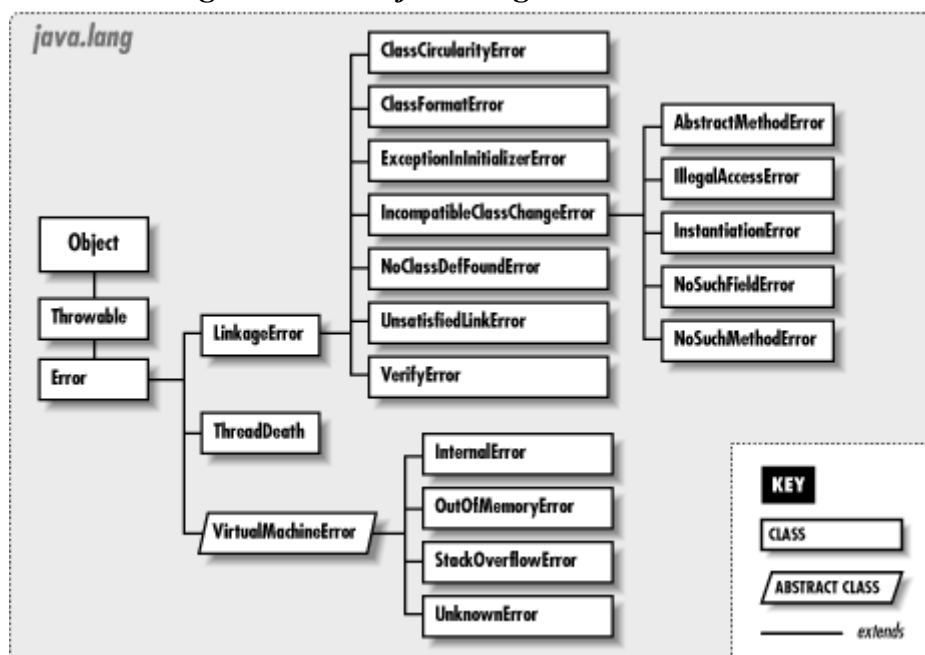 java.lang
Object
Throwable
Error
LinkageError
ThreadDeath
VirtualMachineError
ClassCircularityError
ClassFormatError
ExceptionInInitializerError
IncompatibleClassChangeError
NoClassDefFoundError
UnsatisfiedLinkError
VerifyError
AbstractMethodError
IllegalAccessError
InstantiationError
NoSuchFieldError
NoSuchMethodError
InternalError
OutOfMemoryError
StackOverflowError
UnknownError
KEY
CLASS
ABSTRACT CLASS
extends